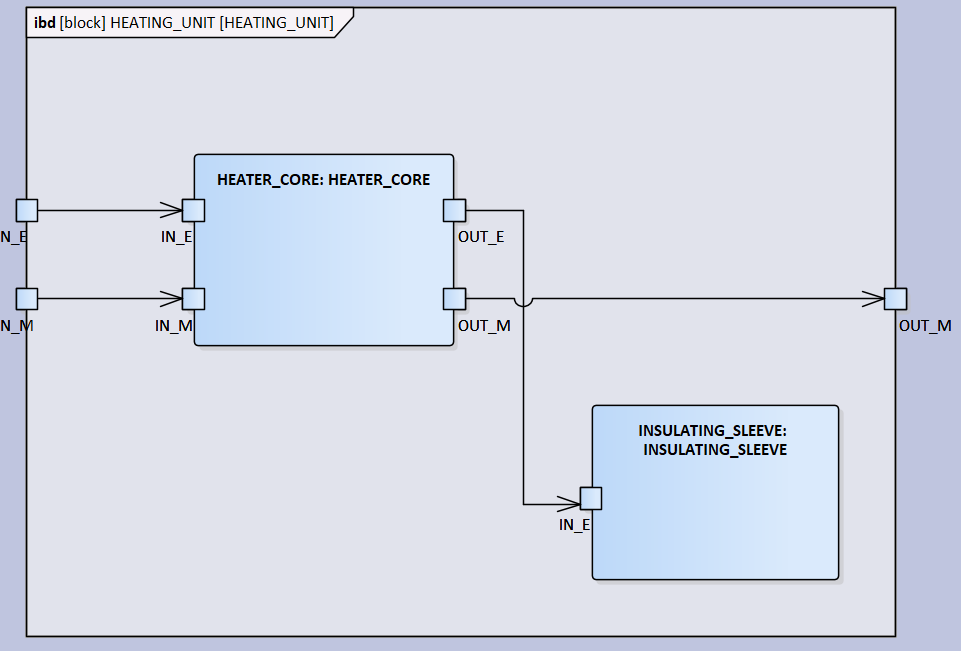 ibd [block] HEATING_UNIT [HEATING_UNIT]
HEATER_CORE: HEATER_CORE
N_E
IN_E
OUT_E
N_M
IN_M
OUT_M
OUT_M
INSULATING_SLEEVE:
INSULATING_SLEEVE
IN_E